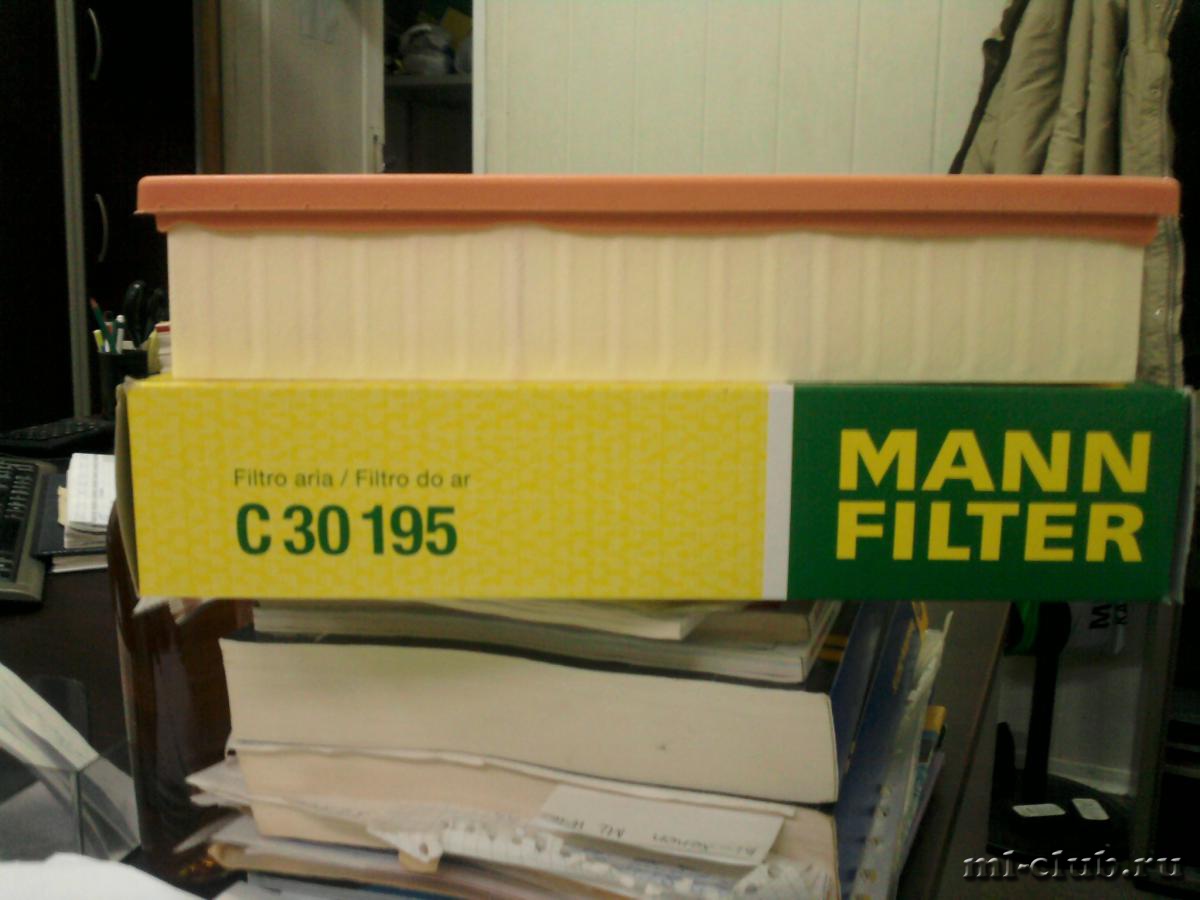 Filtro aria / Filtro do ar
C 30 195
MANN
FILTER
mi-club.ru